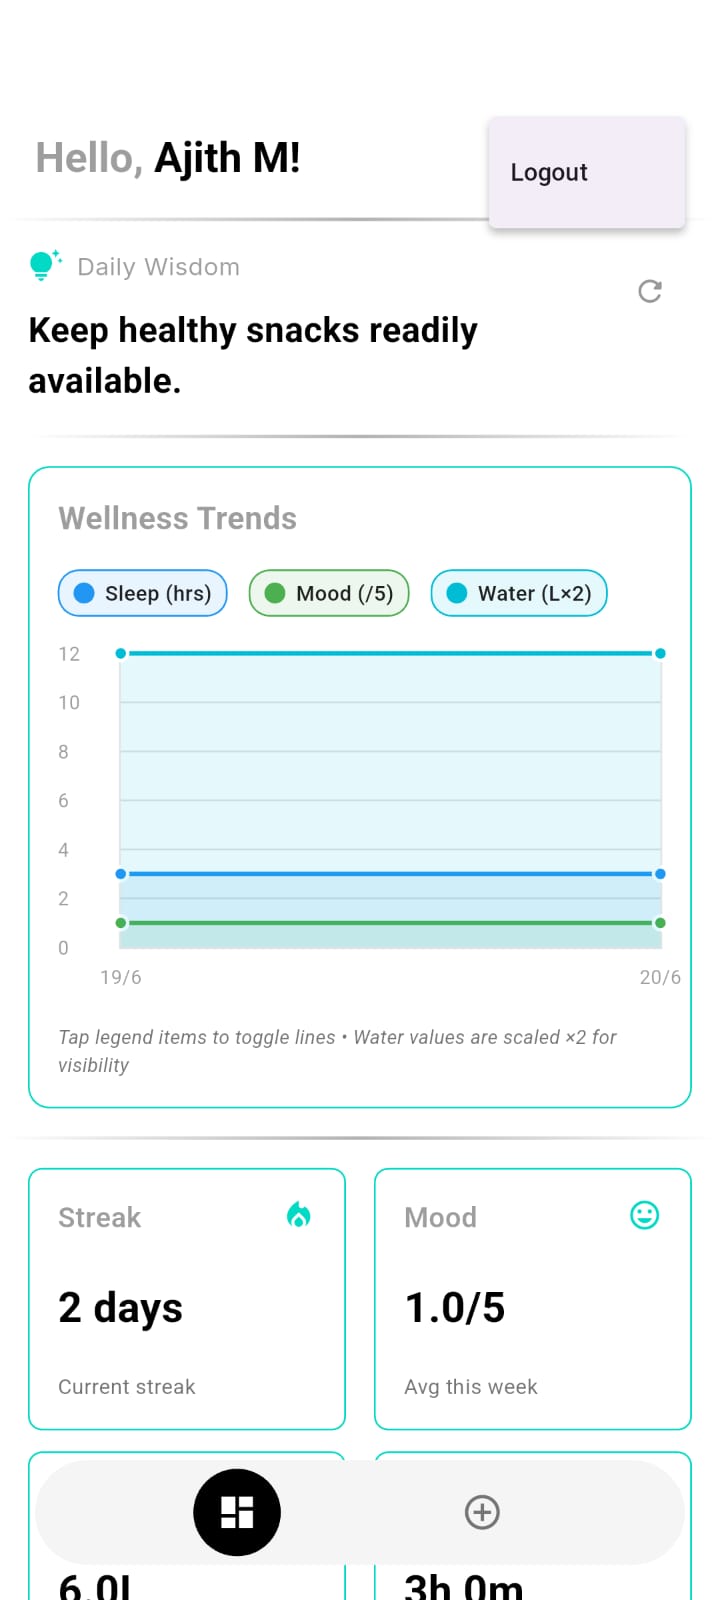 Hello, Ajith M!
Logout
Daily Wisdom
Keep healthy snacks readily
available.
Wellness Trends
Sleep (hrs)
Mood (/5)
Water (L×2)
12
10
8
6
4
2
0
19/6
20/6
Tap legend items to toggle lines • Water values are scaled ×2 for
visibility
Streak
Mood
2 days
1.0/5
Current streak
Avg this week
6.0l
3h 0m